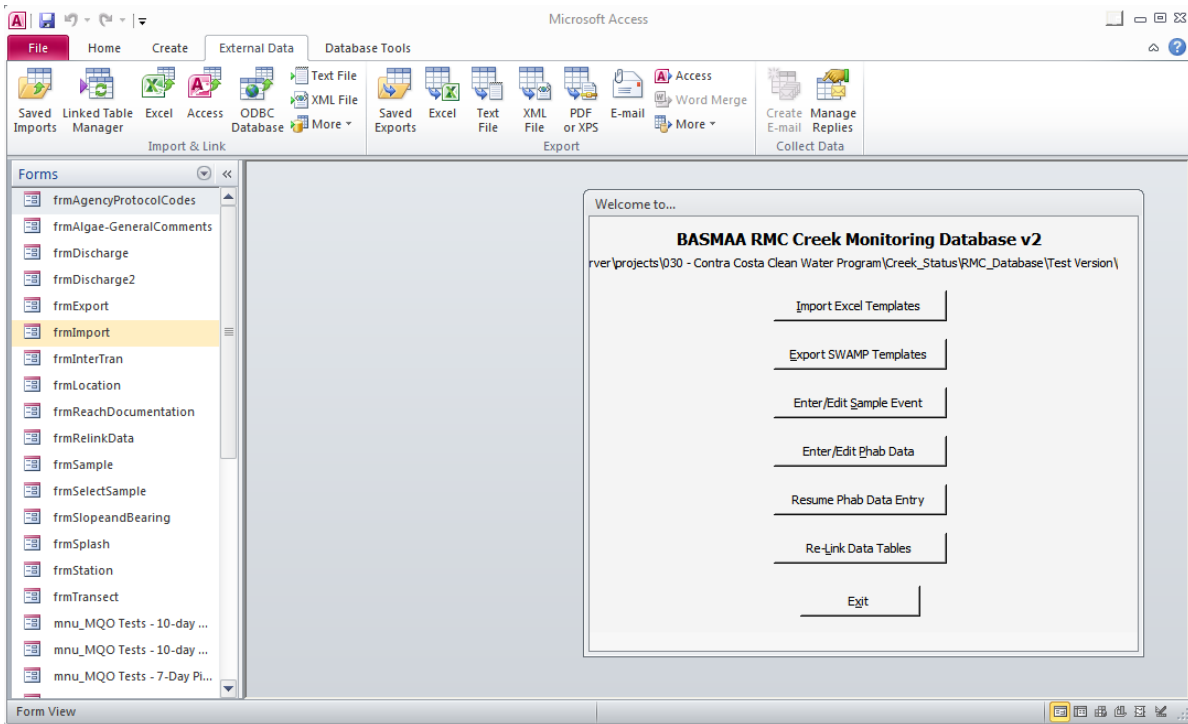 Microsoft Access
File Home Create External Data Database Tools
Saved Imports
Linked Table Manager
Excel
Access
ODBC Database
Text File
XML File
More
Import & Link
Saved Exports
Excel
Text File
XML File
PDF or XPS
E-mail
Access
Word Merge
More
Export
Create E-mail
Manage Replies
Collect Data
Forms
frmAgencyProtocolCodes
frmAlgae-GeneralComments
frmDischarge
frmDischarge2
frmExport
frmImport
frmInterTran
frmLocation
frmReachDocumentation
frmRelinkData
frmSample
frmSelectSample
frmSlopeandBearing
frmSplash
frmStation
frmTransect
mnu_MQO Tests - 10-day ...
mnu_MQO Tests - 10-day ...
mnu_MQO Tests - 7-Day Pi...
Welcome to...
BASMAA RMC Creek Monitoring Database v2
rver\projects\030 - Contra Costa Clean Water Program\Creek_Status\RMC_Database\Test Version\
Import Excel Templates
Export SWAMP Templates
Enter/Edit Sample Event
Enter/Edit Phab Data
Resume Phab Data Entry
Re-Link Data Tables
Exit
Form View